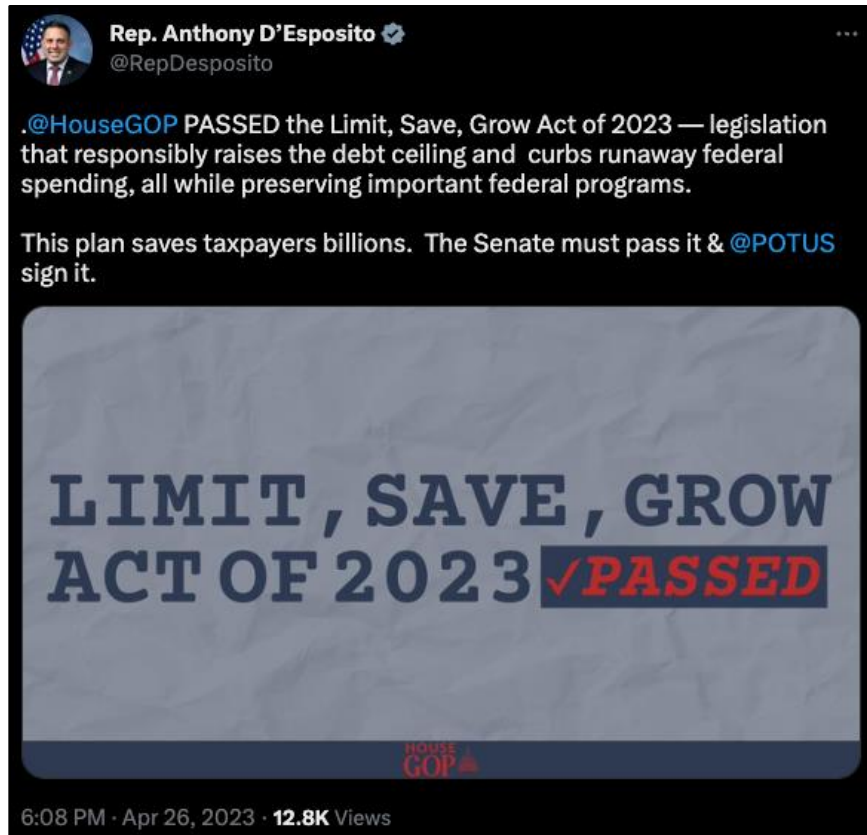 Rep. Anthony D’Esposito
@RepDesposito
.@HouseGOP PASSED the Limit, Save, Grow Act of 2023 — legislation
that responsibly raises the debt ceiling and  curbs runaway federal
spending, all while preserving important federal programs.
This plan saves taxpayers billions.  The Senate must pass it & @POTUS
sign it.
LIMIT, SAVE, GROW
ACT OF 2023 ✓PASSED
HOUSE
GOP
6:08 PM · Apr 26, 2023 · 12.8K Views